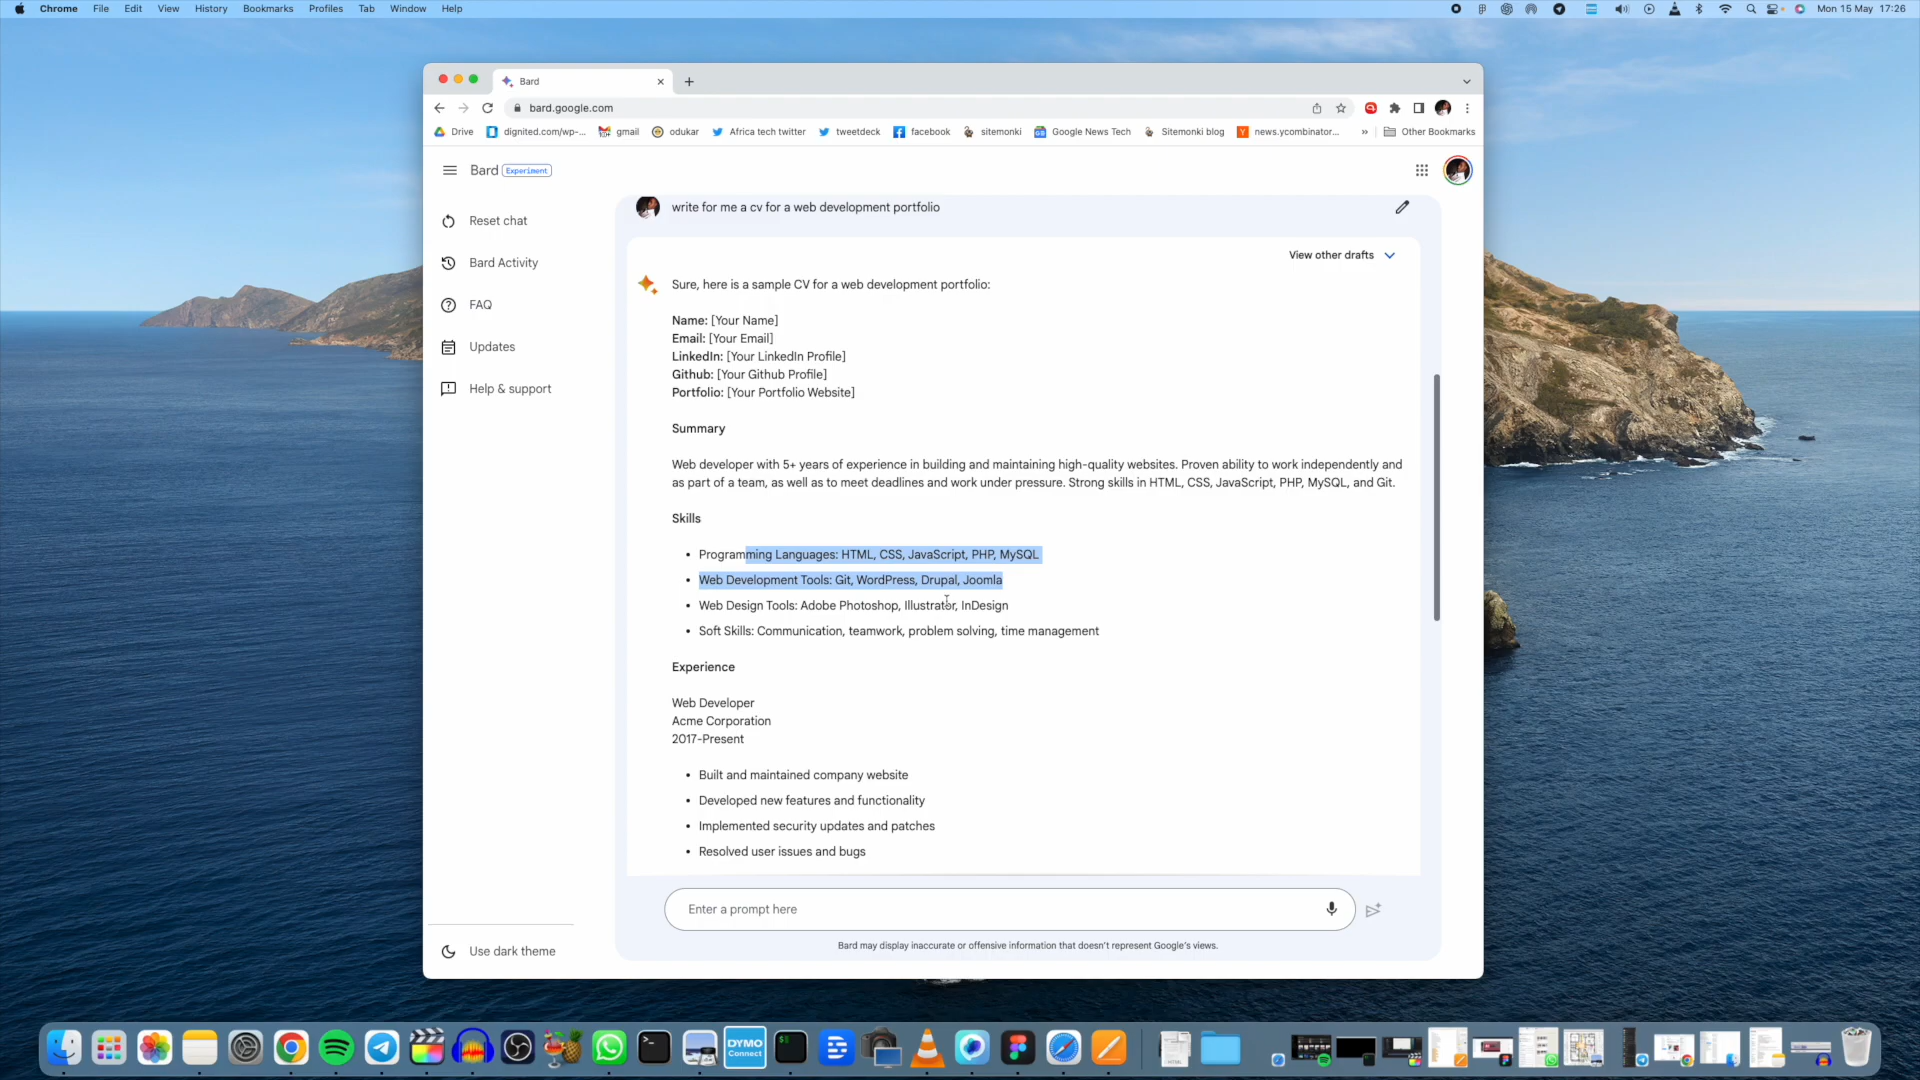 Chrome File Edit View History Bookmarks Profiles Tab Window Help
Mon 15 May 17:26
Bard
bard.google.com
Drive dignited.com/wp-... gmail odukar Africa tech twitter tweetdeck facebook sitemonki Google News Tech Sitemonki blog news.ycombinator... » Other Bookmarks
Bard Experiment
Reset chat
Bard Activity
FAQ
Updates
Help & support
Use dark theme
write for me a cv for a web development portfolio
View other drafts
Sure, here is a sample CV for a web development portfolio:
Name: [Your Name]
Email: [Your Email]
LinkedIn: [Your LinkedIn Profile]
Github: [Your Github Profile]
Portfolio: [Your Portfolio Website]
Summary
Web developer with 5+ years of experience in building and maintaining high-quality websites. Proven ability to work independently and
as part of a team, as well as to meet deadlines and work under pressure. Strong skills in HTML, CSS, JavaScript, PHP, MySQL, and Git.
Skills
• Programming Languages: HTML, CSS, JavaScript, PHP, MySQL
• Web Development Tools: Git, WordPress, Drupal, Joomla
• Web Design Tools: Adobe Photoshop, Illustrator, InDesign
• Soft Skills: Communication, teamwork, problem solving, time management
Experience
Web Developer
Acme Corporation
2017-Present
• Built and maintained company website
• Developed new features and functionality
• Implemented security updates and patches
• Resolved user issues and bugs
Enter a prompt here
Bard may display inaccurate or offensive information that doesn't represent Google's views.
DYMO
Connect